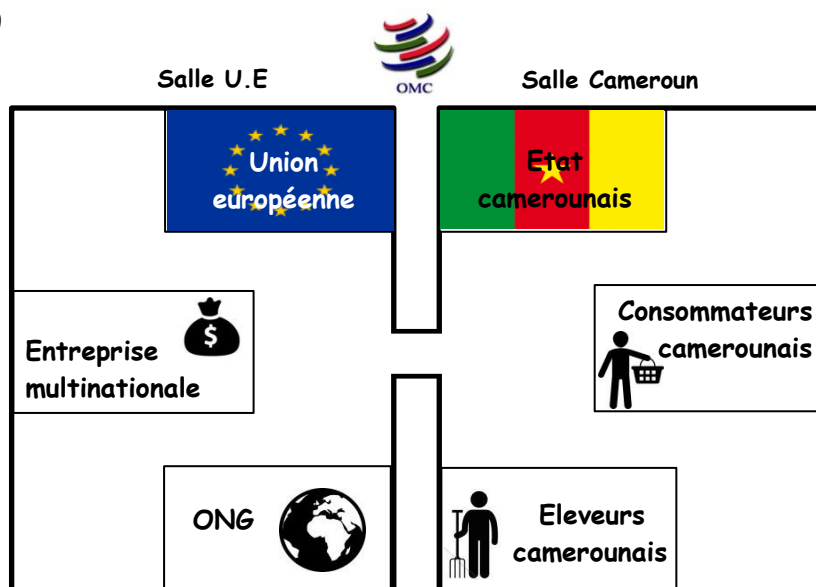 OMC
Salle U.E
Salle Cameroun
Union
européenne
Etat
camerounais
Entreprise
multinationale
$
Consommateurs
camerounais
ONG
Eleveurs
camerounais